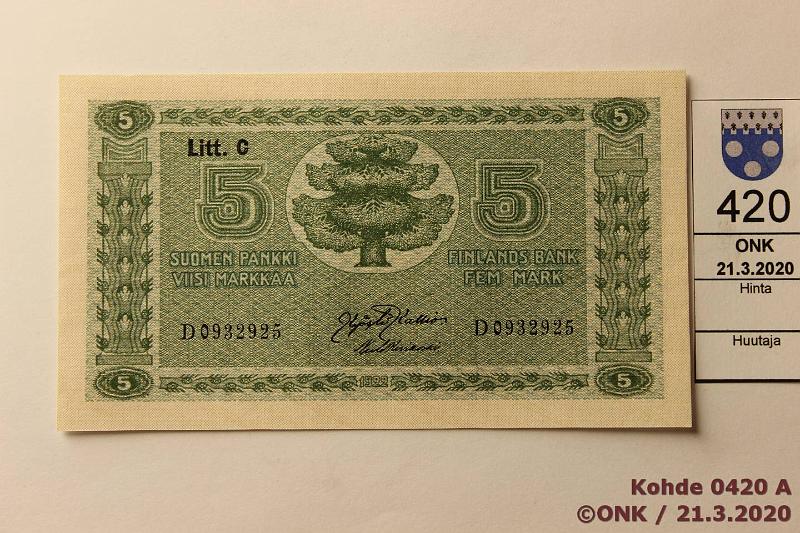 5 5
Litt. C
5 5
SUOMEN PANKKI FINLANDS BANK
VIISI MARKKAA FEM MARK
D0932925 D0932925
5 1922 5
420
ONK
21.3.2020
Hinta
Huutaja
Kohde 0420 A
©ONK / 21.3.2020